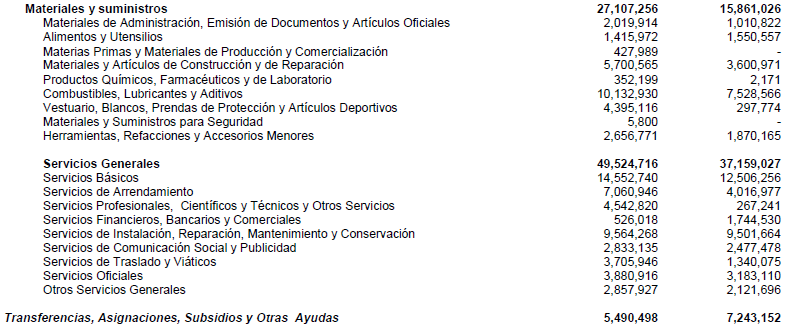 Materiales y suministros 27,107,256 15,861,026
Materiales de Administración, Emisión de Documentos y Artículos Oficiales 2,019,914 1,010,822
Alimentos y Utensilios 1,415,972 1,550,557
Materias Primas y Materiales de Producción y Comercialización 427,989 -
Materiales y Artículos de Construcción y de Reparación 5,700,565 3,600,971
Productos Químicos, Farmacéuticos y de Laboratorio 352,199 2,171
Combustibles, Lubricantes y Aditivos 10,132,930 7,528,566
Vestuario, Blancos, Prendas de Protección y Artículos Deportivos 4,395,116 297,774
Materiales y Suministros para Seguridad 5,800 -
Herramientas, Refacciones y Accesorios Menores 2,656,771 1,870,165
Servicios Generales 49,524,716 37,159,027
Servicios Básicos 14,552,740 12,506,256
Servicios de Arrendamiento 7,060,946 4,016,977
Servicios Profesionales, Científicos y Técnicos y Otros Servicios 4,542,820 267,241
Servicios Financieros, Bancarios y Comerciales 526,018 1,744,530
Servicios de Instalación, Reparación, Mantenimiento y Conservación 9,564,268 9,501,664
Servicios de Comunicación Social y Publicidad 2,833,135 2,477,478
Servicios de Traslado y Viáticos 3,705,946 1,340,075
Servicios Oficiales 3,880,916 3,183,110
Otros Servicios Generales 2,857,927 2,121,696
Transferencias, Asignaciones, Subsidios y Otras Ayudas 5,490,498 7,243,152